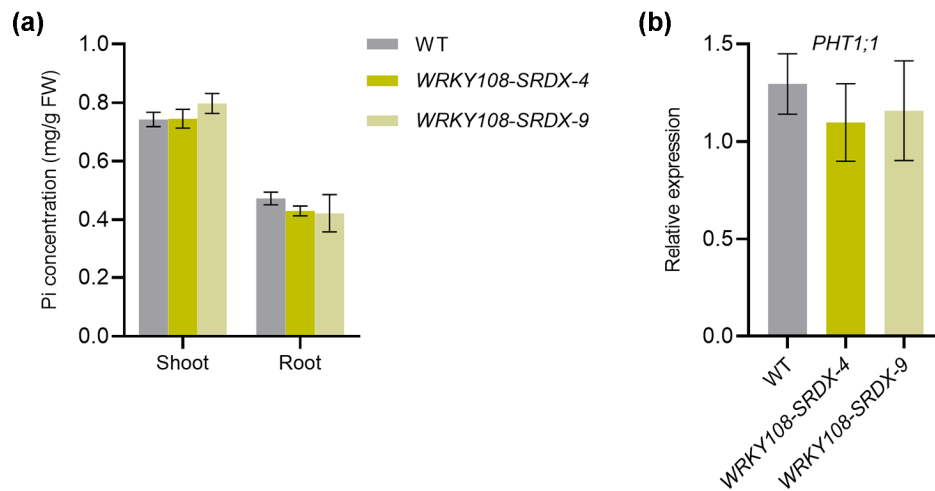 (a)
Pi concentration (mg/g FW)
1.0
0.8
0.6
0.4
0.2
0.0
Shoot
Root
WT
WRKY108-SRDX-4
WRKY108-SRDX-9
(b)
PHT1;1
Relative expression
1.5
1.0
0.5
0.0
WT
WRKY108-SRDX-4
WRKY108-SRDX-9